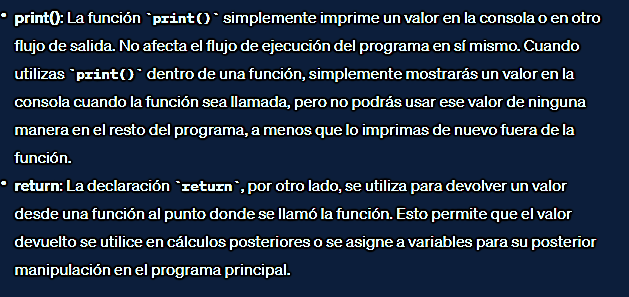 • print(): La función `print()` simplemente imprime un valor en la consola o en otro
flujo de salida. No afecta el flujo de ejecución del programa en sí mismo. Cuando
utilizas `print()` dentro de una función, simplemente mostrarás un valor en la
consola cuando la función sea llamada, pero no podrás usar ese valor de ninguna
manera en el resto del programa, a menos que lo imprimas de nuevo fuera de la
función.
• return: La declaración `return`, por otro lado, se utiliza para devolver un valor
desde una función al punto donde se llamó la función. Esto permite que el valor
devuelto se utilice en cálculos posteriores o se asigne a variables para su posterior
manipulación en el programa principal.